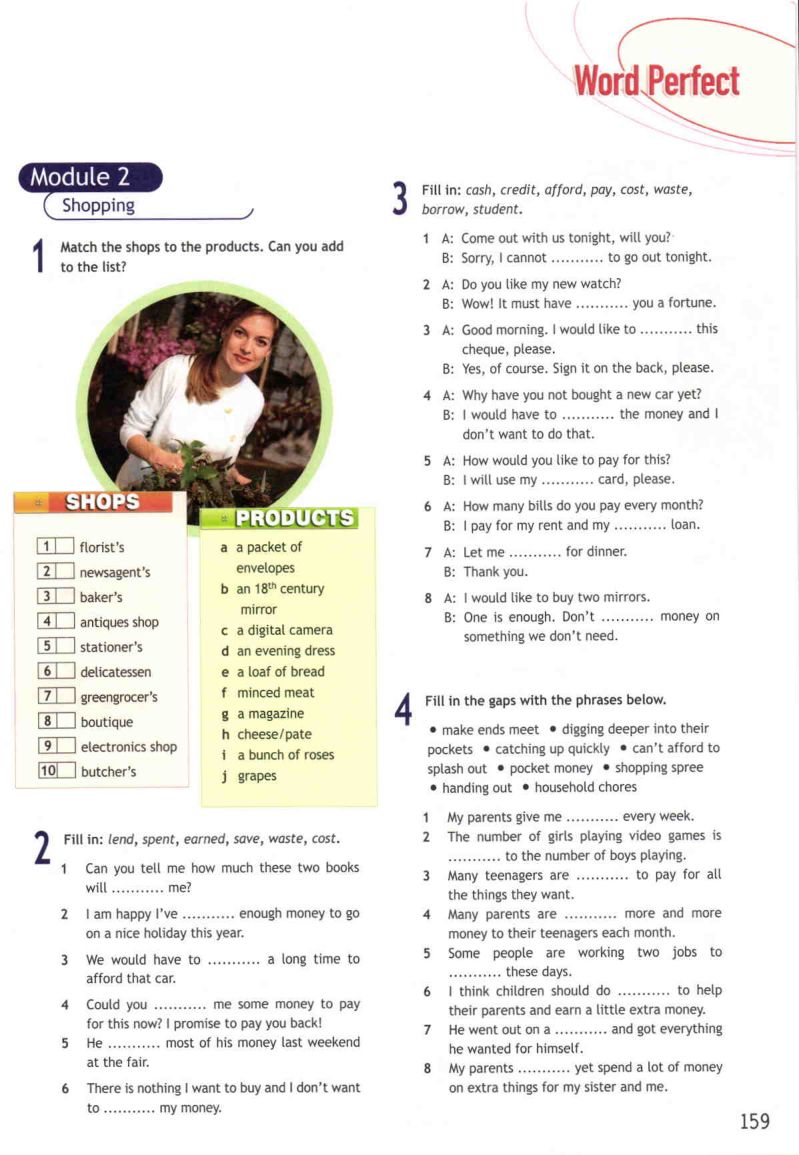 Word Perfect
Module 2
Shopping
1 Match the shops to the products. Can you add
to the list?
SHOPS
1 florist's
2 newsagent's
3 baker's
4 antiques shop
5 stationer's
6 delicatessen
7 greengrocer's
8 boutique
9 electronics shop
10 butcher's
PRODUCTS
a a packet of
envelopes
b an 18th century
mirror
c a digital camera
d an evening dress
e a loaf of bread
f minced meat
g a magazine
h cheese/pate
i a bunch of roses
j grapes
2 Fill in: lend, spent, earned, save, waste, cost.
1 Can you tell me how much these two books
will ........... me?
2 I am happy I've ........... enough money to go
on a nice holiday this year.
3 We would have to ........... a long time to
afford that car.
4 Could you ........... me some money to pay
for this now? I promise to pay you back!
5 He ........... most of his money last weekend
at the fair.
6 There is nothing I want to buy and I don't want
to ........... my money.
3 Fill in: cash, credit, afford, pay, cost, waste,
borrow, student.
1 A: Come out with us tonight, will you?
B: Sorry, I cannot ........... to go out tonight.
2 A: Do you like my new watch?
B: Wow! It must have ........... you a fortune.
3 A: Good morning. I would like to ........... this
cheque, please.
B: Yes, of course. Sign it on the back, please.
4 A: Why have you not bought a new car yet?
B: I would have to ........... the money and I
don't want to do that.
5 A: How would you like to pay for this?
B: I will use my ........... card, please.
6 A: How many bills do you pay every month?
B: I pay for my rent and my ........... loan.
7 A: Let me ........... for dinner.
B: Thank you.
8 A: I would like to buy two mirrors.
B: One is enough. Don't ........... money on
something we don't need.
4 Fill in the gaps with the phrases below.
• make ends meet • digging deeper into their
pockets • catching up quickly • can't afford to
splash out • pocket money • shopping spree
• handing out • household chores
1 My parents give me ........... every week.
2 The number of girls playing video games is
........... to the number of boys playing.
3 Many teenagers are ........... to pay for all
the things they want.
4 Many parents are ........... more and more
money to their teenagers each month.
5 Some people are working two jobs to
........... these days.
6 I think children should do ........... to help
their parents and earn a little extra money.
7 He went out on a ........... and got everything
he wanted for himself.
8 My parents ........... yet spend a lot of money
on extra things for my sister and me.
159